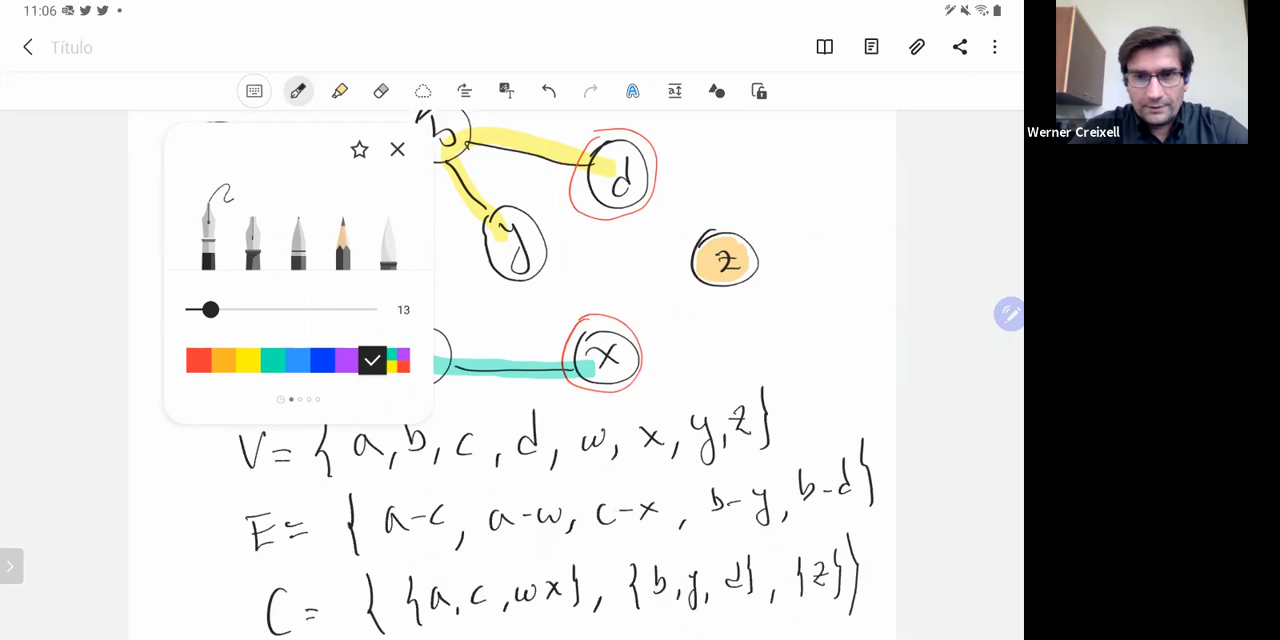 11:06
Título
b
d
y
z
13
x
V = { a, b, c, d, w, x, y, z }
E = { a-c, a-w, c-x, b-y, b-d }
C = { {a, c, w x}, {b, y, d}, {z} }
Werner Creixell